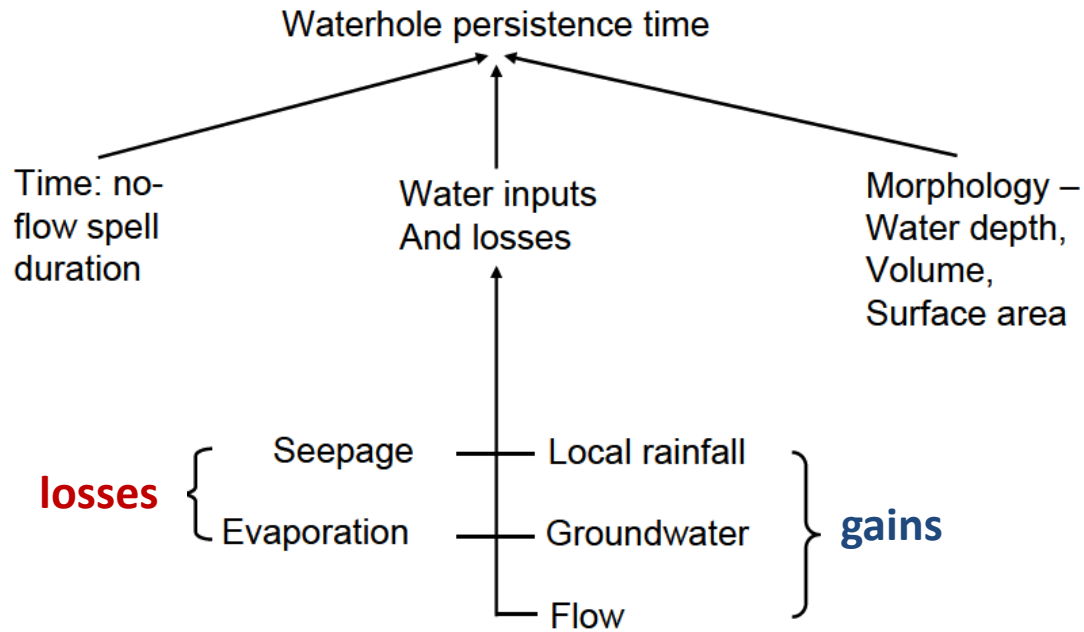 Waterhole persistence time
Time: no-
flow spell
duration
Water inputs
And losses
Morphology –
Water depth,
Volume,
Surface area
losses
Seepage
Evaporation
Local rainfall
Groundwater
Flow
gains